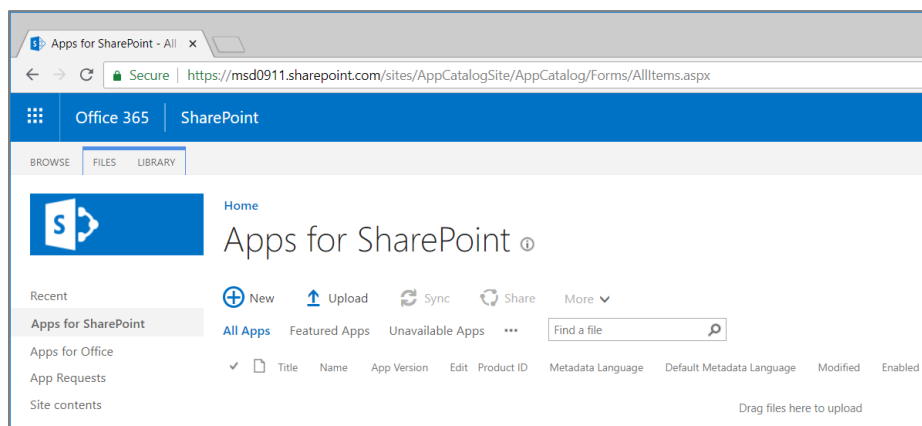 Apps for SharePoint - All
Secure | https://msd0911.sharepoint.com/sites/AppCatalogSite/AppCatalog/Forms/AllItems.aspx
Office 365 SharePoint
BROWSE FILES LIBRARY
S
Home
Apps for SharePoint
New Upload Sync Share More
All Apps Featured Apps Unavailable Apps ••• Find a file
Title Name App Version Edit Product ID Metadata Language Default Metadata Language Modified Enabled
Drag files here to upload
Recent
Apps for SharePoint
Apps for Office
App Requests
Site contents